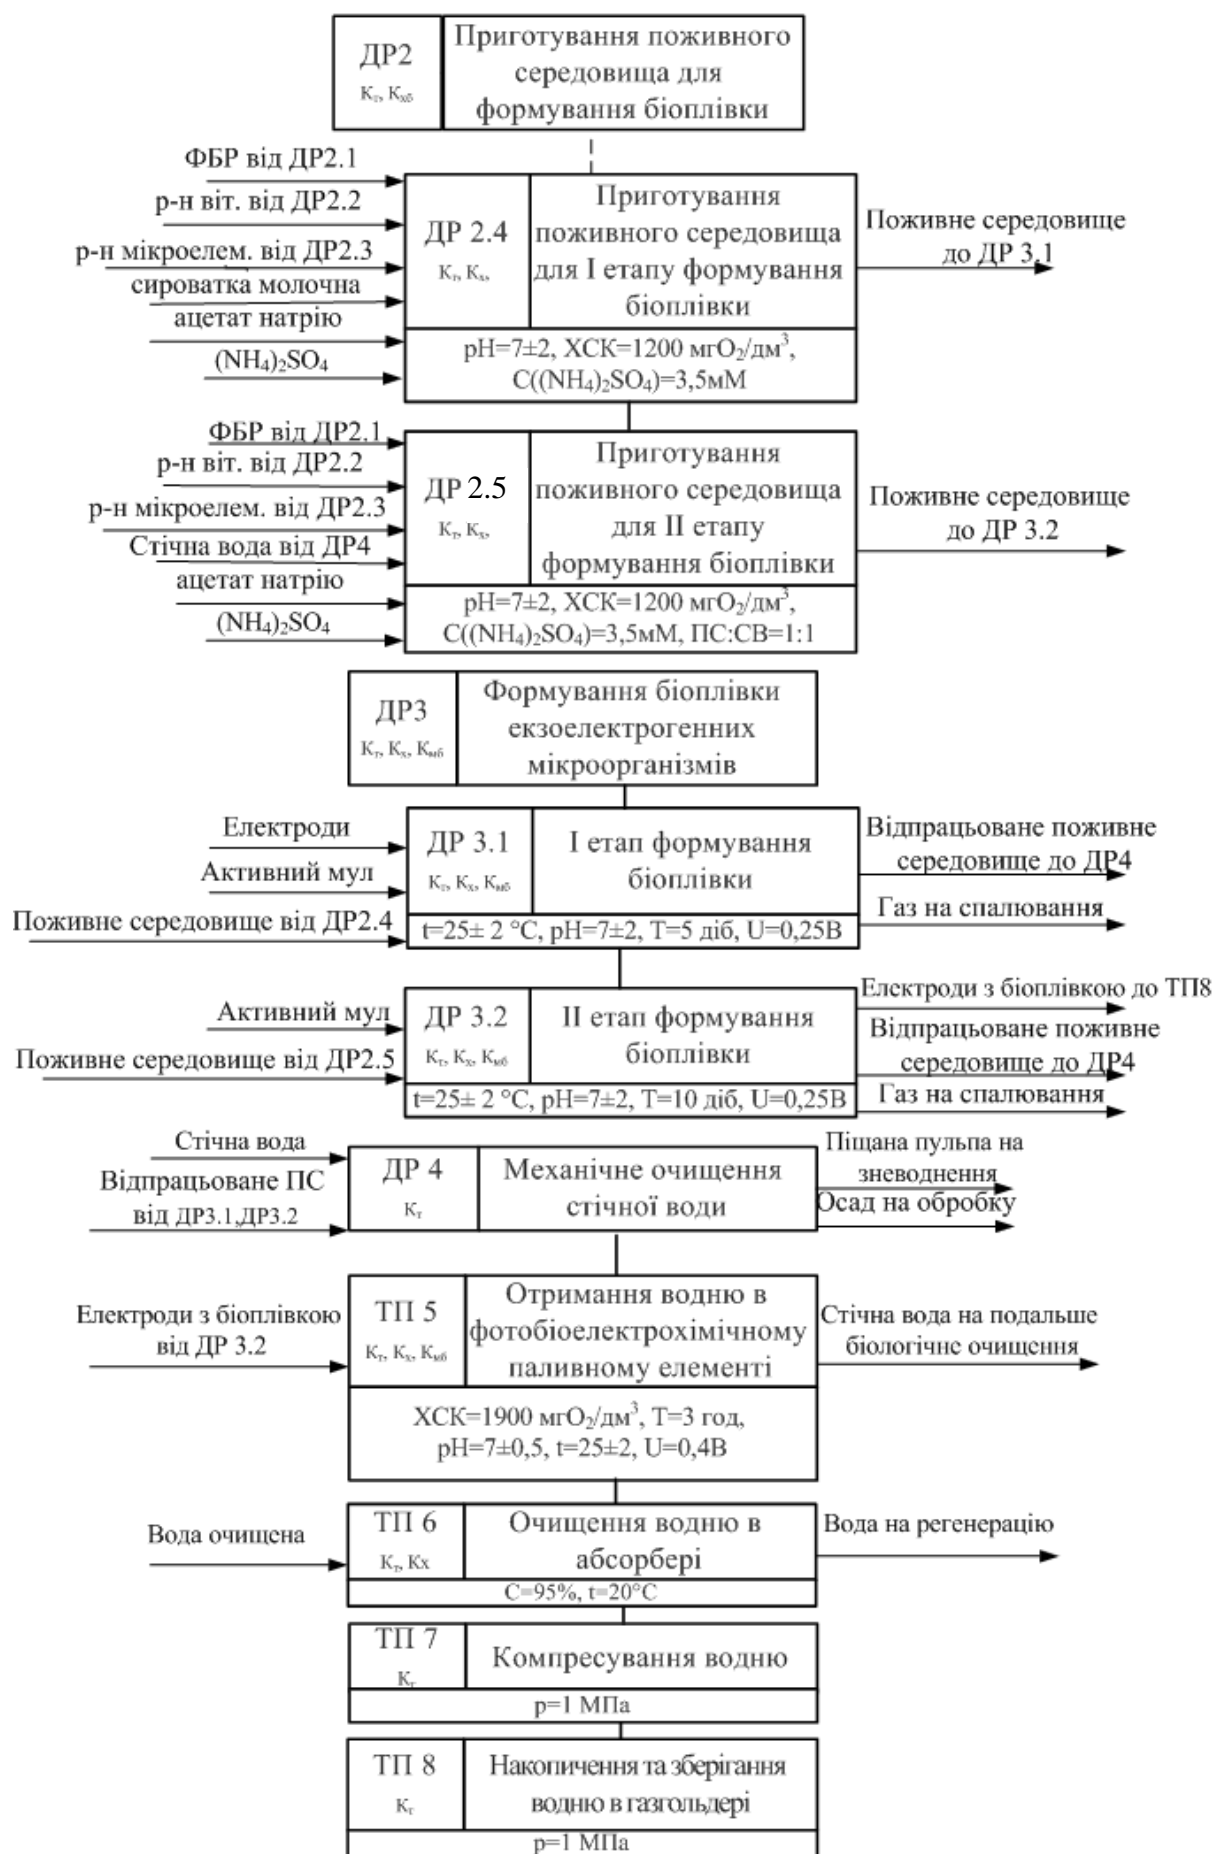 ДР2
Кт, Кхб
Приготування поживного
середовища для
формування біоплівки
ФБР від ДР2.1
р-н віт. від ДР2.2
р-н мікроелем. від ДР2.3
сироватка молочна
ацетат натрію
(NH₄)₂SO₄
ДР 2.4
Кт, Кх,
Приготування
поживного середовища
для I етапу формування
біоплівки
pH=7±2, ХСК=1200 мгО₂/дм³,
С((NH₄)₂SO₄)=3,5мМ
Поживне середовище
до ДР 3.1
ФБР від ДР2.1
р-н віт. від ДР2.2
р-н мікроелем. від ДР2.3
Стічна вода від ДР4
ацетат натрію
(NH₄)₂SO₄
ДР 2.5
Кт, Кх,
Приготування
поживного середовища
для II етапу
формування біоплівки
pH=7±2, ХСК=1200 мгО₂/дм³,
С((NH₄)₂SO₄)=3,5мМ, ПС:СВ=1:1
Поживне середовище
до ДР 3.2
ДР3
Кт, Кх, Кмб
Формування біоплівки
екзоелектрогенних
мікроорганізмів
Електроди
Активний мул
Поживне середовище від ДР2.4
ДР 3.1
Кт, Кх, Кмб
I етап формування
біоплівки
t=25± 2 °С, pH=7±2, Т=5 діб, U=0,25В
Відпрацьоване поживне
середовище до ДР4
Газ на спалювання
Активний мул
Поживне середовище від ДР2.5
ДР 3.2
Кт, Кх, Кмб
II етап формування
біоплівки
t=25± 2 °С, pH=7±2, Т=10 діб, U=0,25В
Електроди з біоплівкою до ТП8
Відпрацьоване поживне
середовище до ДР4
Газ на спалювання
Стічна вода
Відпрацьоване ПС
від ДР3.1,ДР3.2
ДР 4
Кт
Механічне очищення
стічної води
Піщана пульпа на
зневоднення
Осад на обробку
Електроди з біоплівкою
від ДР 3.2
ТП 5
Кт, Кх, Кмб
Отримання водню в
фотобіоелектрохімічному
паливному елементі
ХСК=1900 мгО₂/дм³, Т=3 год,
pH=7±0,5, t=25±2, U=0,4В
Стічна вода на подальше
біологічне очищення
Вода очищена
ТП 6
Кт, Кх
Очищення водню в
абсорбері
С=95%, t=20°С
Вода на регенерацію
ТП 7
Кт
Компресування водню
р=1 МПа
ТП 8
Кт
Накопичення та зберігання
водню в газгольдері
р=1 МПа